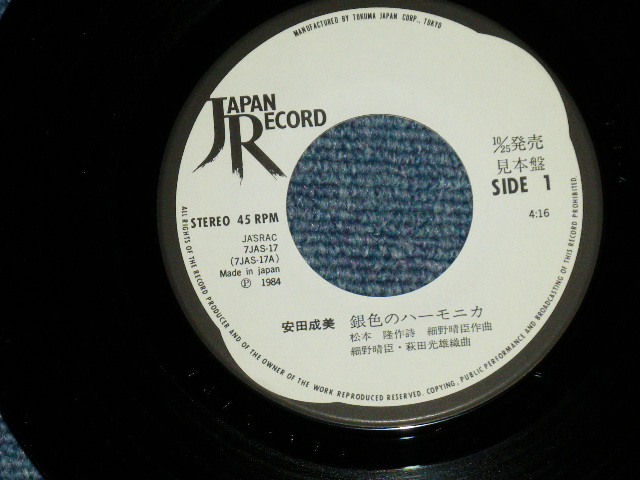 MANUFACTURED BY TOKUMA JAPAN CORP., TOKYO
JAPAN
RECORD
10/25発売
見本盤
SIDE 1
STEREO 45 RPM
4:16
JASRAC
7JAS-17
(7JAS-17A)
Made in japan
Ⓟ 1984
安田成美 銀色のハーモニカ
松本 隆作詩 細野晴臣作曲
細野晴臣・萩田光雄織曲
ALL RIGHTS OF THE RECORD PRODUCER AND OF THE OWNER OF THE WORK REPRODUCED RESERVED. COPYING, PUBLIC PERFORMANCE AND BROADCASTING OF THIS RECORD PROHIBITED.